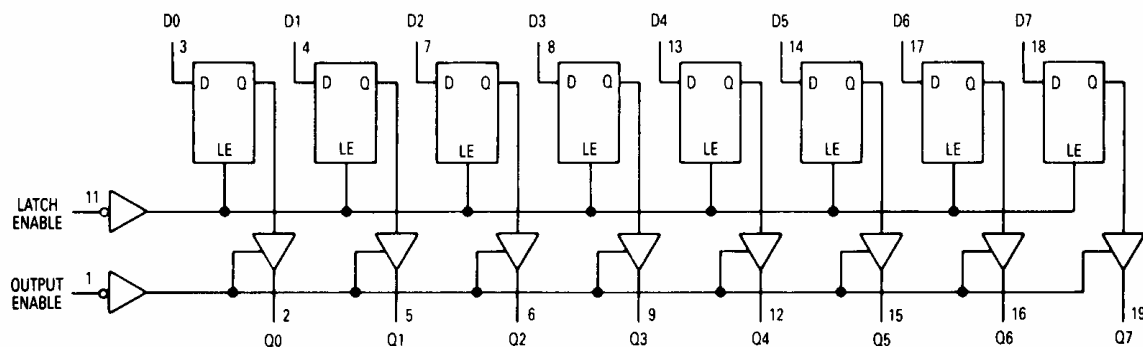 D0 D1 D2 D3 D4 D5 D6 D7
3 4 7 8 13 14 17 18
D Q D Q D Q D Q D Q D Q D Q D Q
LE LE LE LE LE LE LE LE
LATCH 11
ENABLE
OUTPUT 1
ENABLE
2 5 6 9 12 15 16 19
Q0 Q1 Q2 Q3 Q4 Q5 Q6 Q7